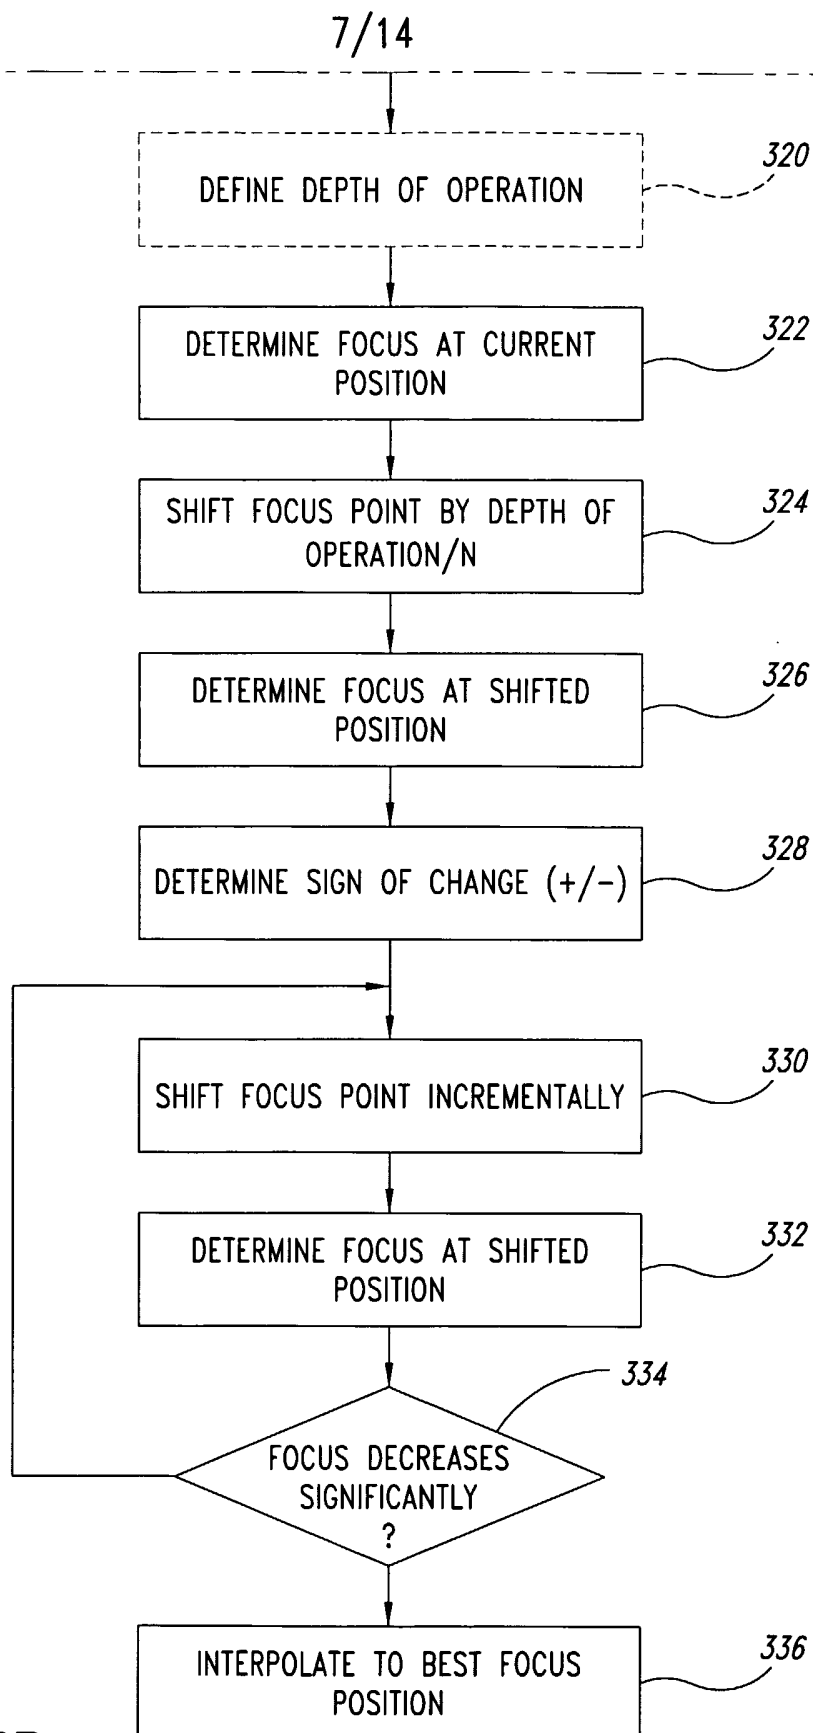 7/14
DEFINE DEPTH OF OPERATION
320
DETERMINE FOCUS AT CURRENT
POSITION
322
SHIFT FOCUS POINT BY DEPTH OF
OPERATION/N
324
DETERMINE FOCUS AT SHIFTED
POSITION
326
DETERMINE SIGN OF CHANGE (+/-)
328
SHIFT FOCUS POINT INCREMENTALLY
330
DETERMINE FOCUS AT SHIFTED
POSITION
332
334
FOCUS DECREASES
SIGNIFICANTLY
?
INTERPOLATE TO BEST FOCUS
POSITION
336